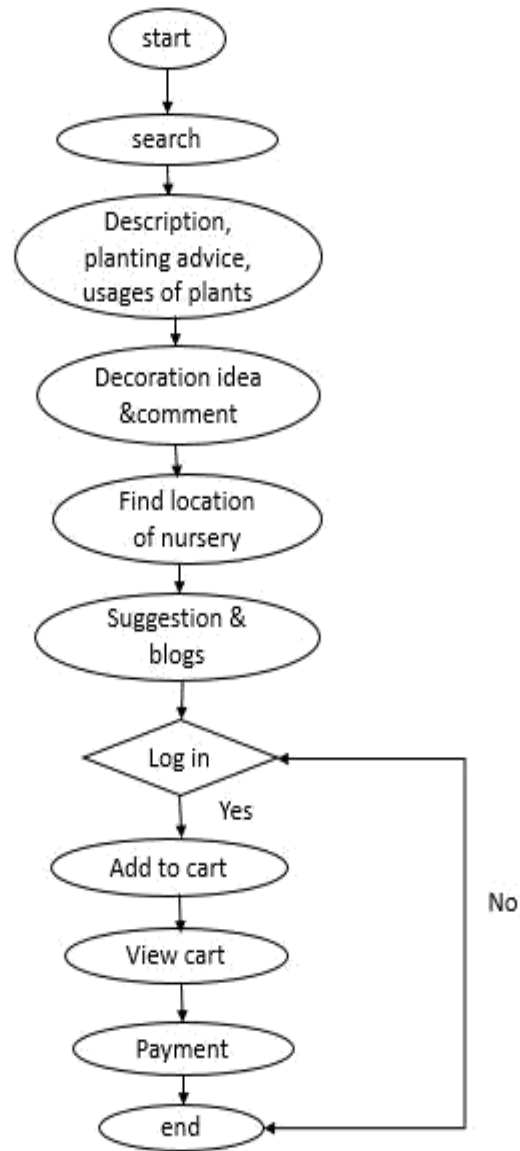 start
search
Description,
planting advice,
usages of plants
Decoration idea
&comment
Find location
of nursery
Suggestion &
blogs
Log in
Yes
Add to cart
No
View cart
Payment
end